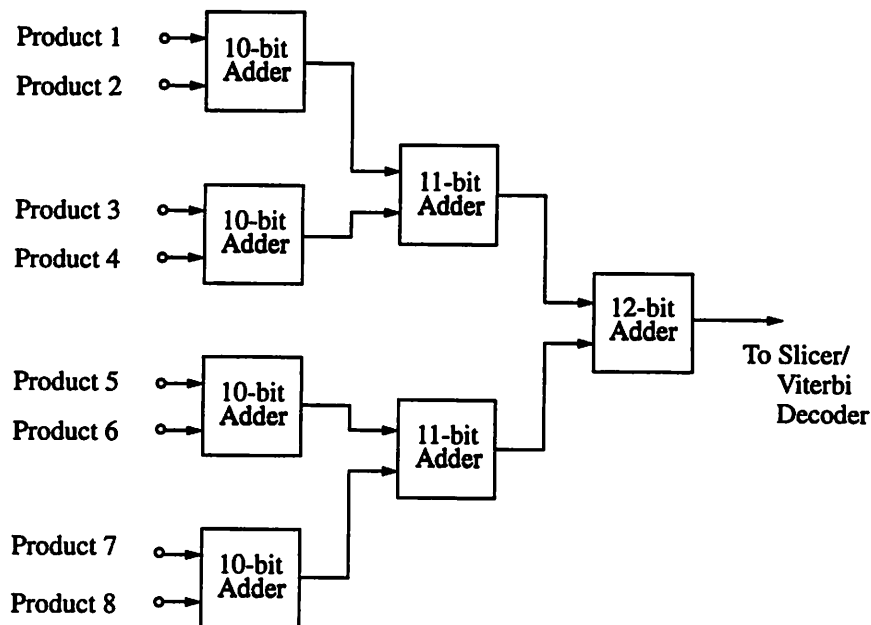 Product 1
Product 2
10-bit
Adder
Product 3
Product 4
10-bit
Adder
11-bit
Adder
12-bit
Adder
To Slicer/
Viterbi
Decoder
Product 5
Product 6
10-bit
Adder
11-bit
Adder
Product 7
Product 8
10-bit
Adder